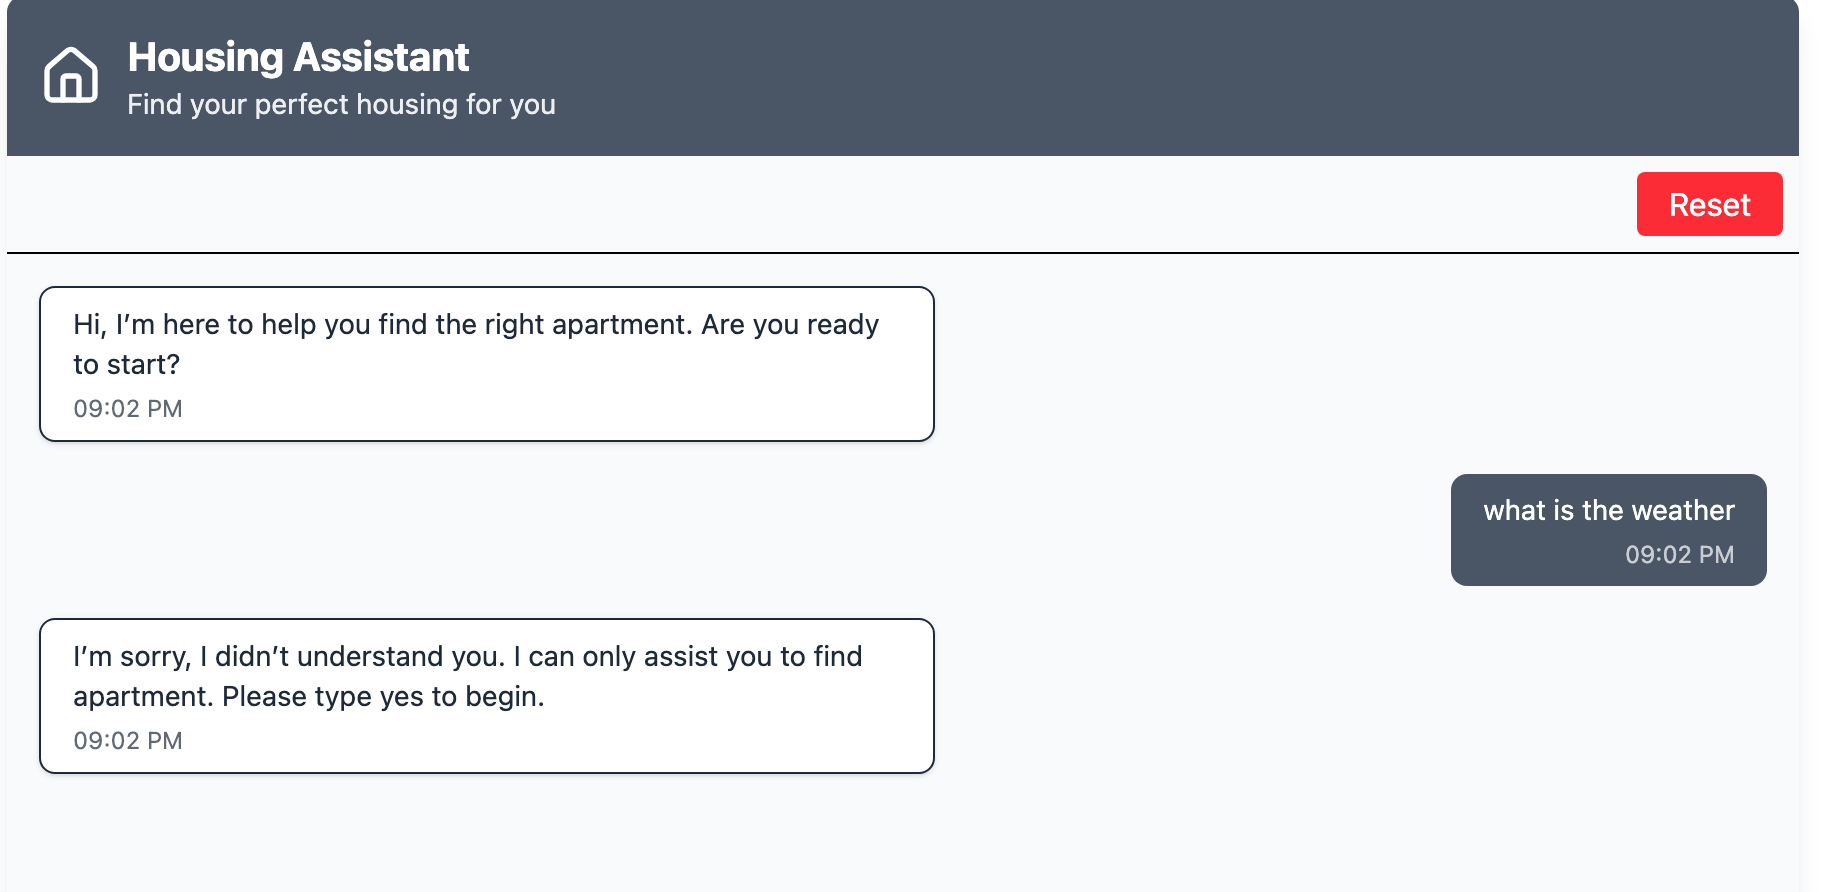 Housing Assistant
Find your perfect housing for you
Reset
Hi, I’m here to help you find the right apartment. Are you ready
to start?
09:02 PM
what is the weather
09:02 PM
I’m sorry, I didn’t understand you. I can only assist you to find
apartment. Please type yes to begin.
09:02 PM